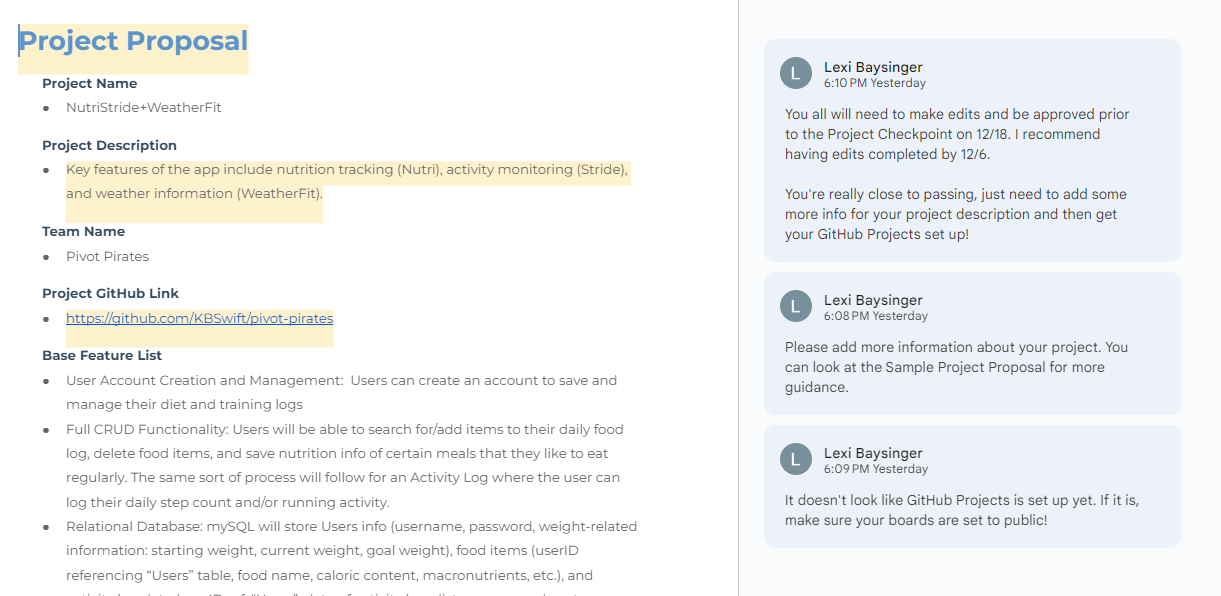 Project Proposal
Project Name
● NutriStride+WeatherFit
Project Description
● Key features of the app include nutrition tracking (Nutri), activity monitoring (Stride),
and weather information (WeatherFit).
Team Name
● Pivot Pirates
Project GitHub Link
● https://github.com/KBSwift/pivot-pirates
Base Feature List
● User Account Creation and Management:  Users can create an account to save and
manage their diet and training logs
● Full CRUD Functionality: Users will be able to search for/add items to their daily food
log, delete food items, and save nutrition info of certain meals that they like to eat
regularly. The same sort of process will follow for an Activity Log where the user can
log their daily step count and/or running activity.
● Relational Database: mySQL will store Users info (username, password, weight-related
information: starting weight, current weight, goal weight), food items (userID
referencing “Users” table, food name, caloric content, macronutrients, etc.), and
L
Lexi Baysinger
6:10 PM Yesterday
You all will need to make edits and be approved prior
to the Project Checkpoint on 12/18. I recommend
having edits completed by 12/6.
You're really close to passing, just need to add some
more info for your project description and then get
your GitHub Projects set up!
L
Lexi Baysinger
6:08 PM Yesterday
Please add more information about your project. You
can look at the Sample Project Proposal for more
guidance.
L
Lexi Baysinger
6:09 PM Yesterday
It doesn't look like GitHub Projects is set up yet. If it is,
make sure your boards are set to public!